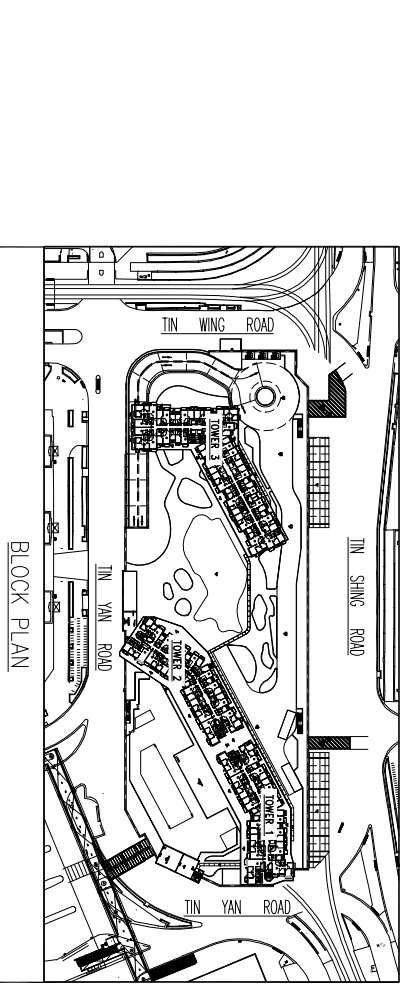 TIN WING ROAD
TOWER 3
TIN SHING ROAD
BLOCK PLAN
TIN YAN ROAD
TOWER 2
TOWER 1
TIN YAN ROAD